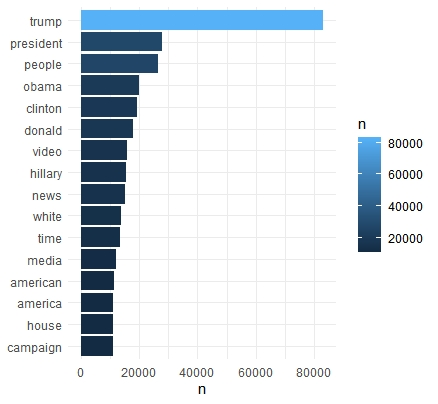 trump
president
people
obama
clinton
donald
video
hillary
news
white
time
media
american
america
house
campaign
0 20000 40000 60000 80000
n
n
80000
60000
40000
20000